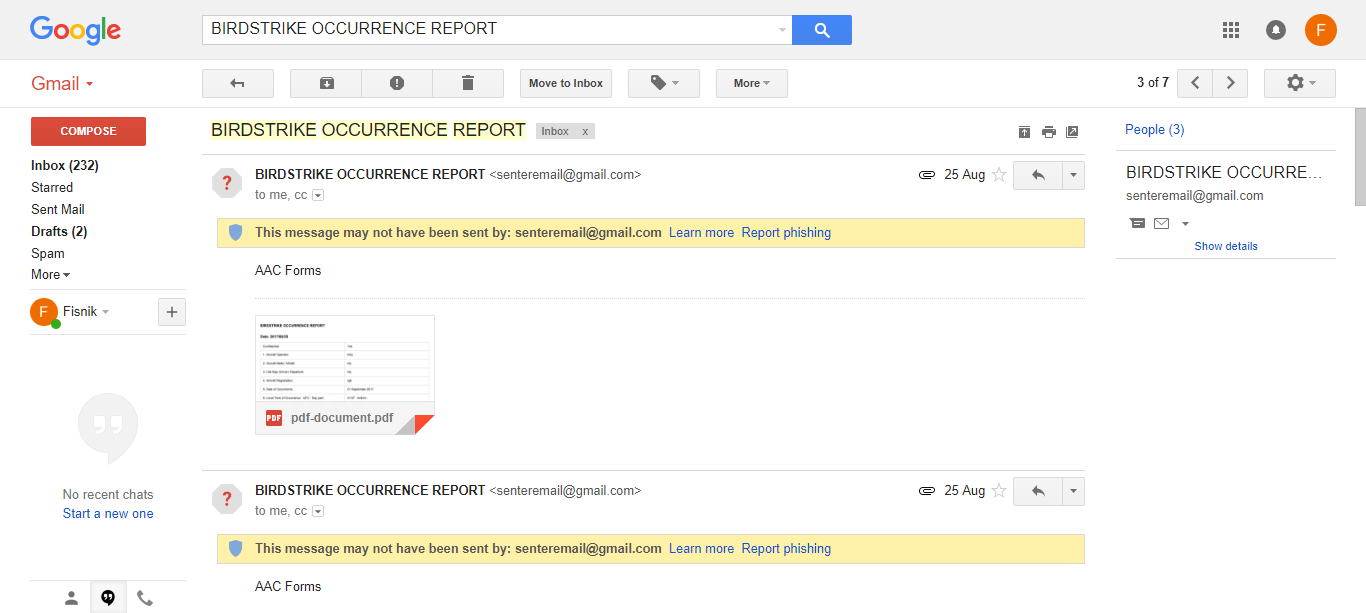 Google
BIRDSTRIKE OCCURRENCE REPORT
F
Gmail
Move to Inbox
More
3 of 7
COMPOSE
Inbox (232)
Starred
Sent Mail
Drafts (2)
Spam
More
F
Fisnik
No recent chats
Start a new one
BIRDSTRIKE OCCURRENCE REPORT
Inbox x
?
BIRDSTRIKE OCCURRENCE REPORT <senteremail@gmail.com>
25 Aug
to me, cc
This message may not have been sent by: senteremail@gmail.com Learn more Report phishing
AAC Forms
BIRDSTRIKE OCCURRENCE REPORT
PDF pdf-document.pdf
?
BIRDSTRIKE OCCURRENCE REPORT <senteremail@gmail.com>
25 Aug
to me, cc
This message may not have been sent by: senteremail@gmail.com Learn more Report phishing
AAC Forms
People (3)
BIRDSTRIKE OCCURRE...
senteremail@gmail.com
Show details